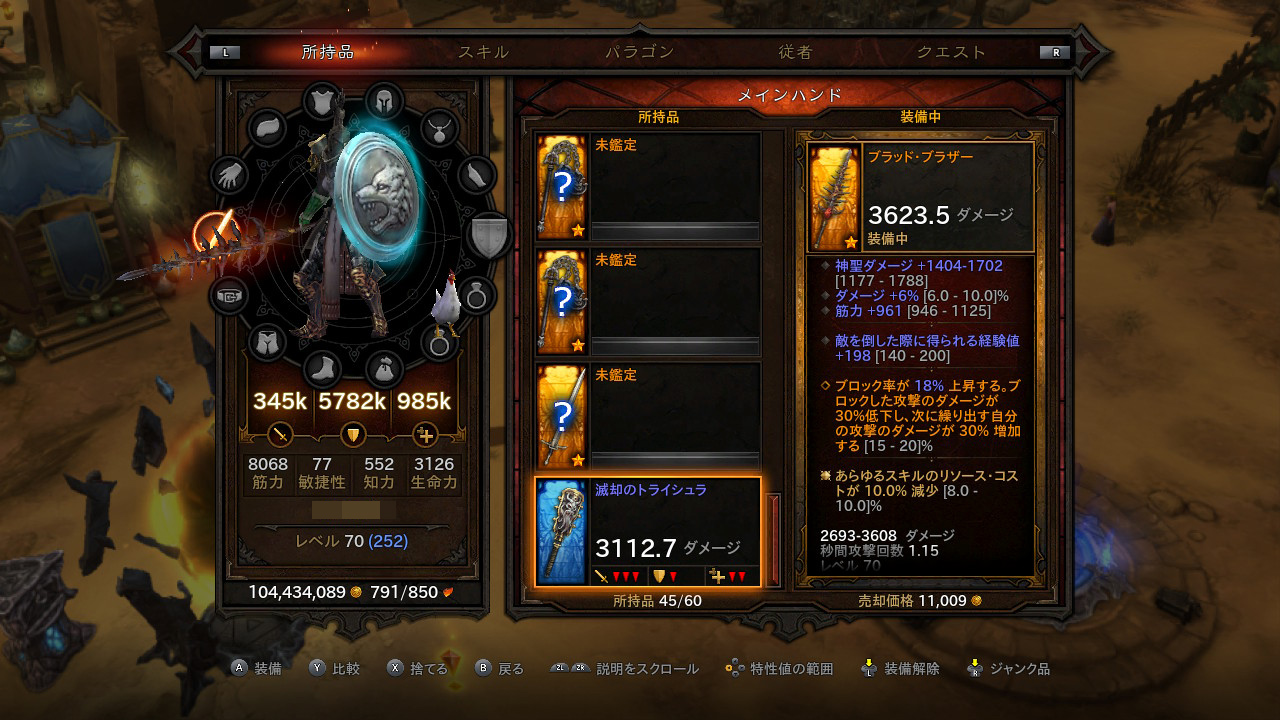 L 所持品 スキル パラゴン 従者 クエスト R
メインハンド
所持品 装備中
未鑑定
?
未鑑定
?
未鑑定
?
滅却のトライシュラ
3112.7 ダメージ
所持品 45/60
ブラッド・ブラザー
3623.5 ダメージ
装備中
神聖ダメージ +1404-1702
[1177 - 1788]
ダメージ +6% [6.0 - 10.0]%
筋力 +961 [946 - 1125]
敵を倒した際に得られる経験値
+198 [140 - 200]
ブロック率が 18% 上昇する。ブ
ロックした攻撃のダメージが
30%低下し、次に繰り出す自分
の攻撃のダメージが 30% 増加
する [15 - 20]%
あらゆるスキルのリソース・コス
トが 10.0% 減少 [8.0 -
10.0]%
2693-3608 ダメージ
秒間攻撃回数 1.15
レベル 70
売却価格 11,009
345k 5782k 985k
8068 77 552 3126
筋力 敏捷性 知力 生命力
レベル 70 (252)
104,434,089 791/850
A 装備 Y 比較 X 捨てる B 戻る ZL ZR 説明をスクロール 特性値の範囲 L 装備解除 R ジャンク品